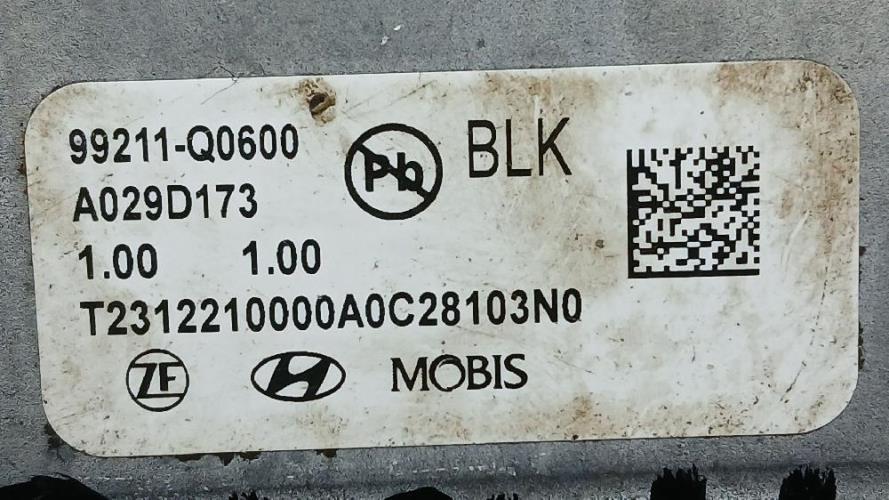 99211-Q0600
Pb
BLK
A029D173
1.00 1.00
T2312210000A0C28103N0
ZF
MOBIS